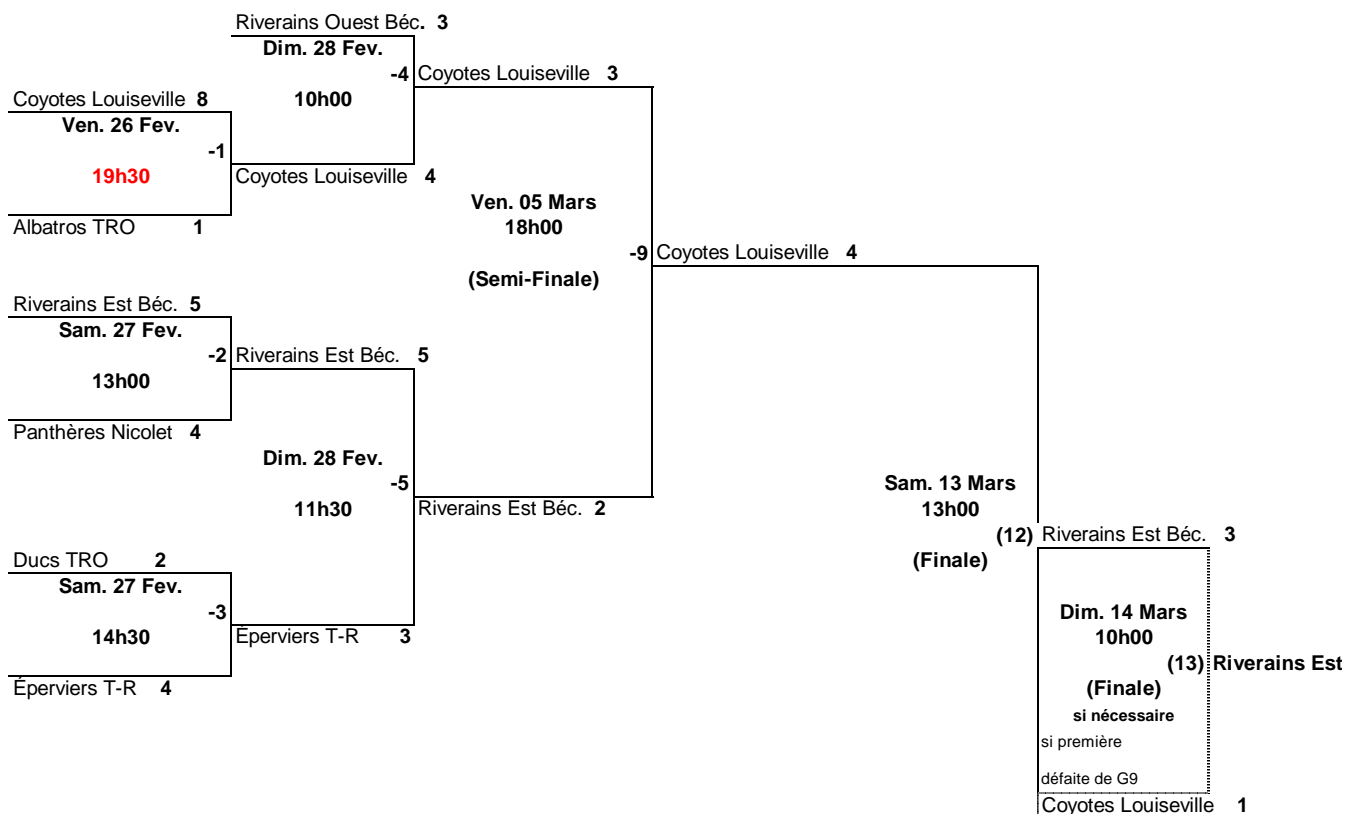 Riverains Ouest Béc. 3
Dim. 28 Fev.
-4 Coyotes Louiseville 3
Coyotes Louiseville 8
10h00
Ven. 26 Fev.
-1
19h30
Coyotes Louiseville 4
Ven. 05 Mars
Albatros TRO 1
18h00
-9 Coyotes Louiseville 4
(Semi-Finale)
Riverains Est Béc. 5
Sam. 27 Fev.
-2 Riverains Est Béc. 5
13h00
Panthères Nicolet 4
Dim. 28 Fev.
-5
Sam. 13 Mars
11h30
Riverains Est Béc. 2
13h00
(12) Riverains Est Béc. 3
Ducs TRO 2
(Finale)
Sam. 27 Fev.
-3
Dim. 14 Mars
14h30
Éperviers T-R 3
10h00
(13) Riverains Est
Éperviers T-R 4
(Finale)
si nécessaire
si première
défaite de G9
Coyotes Louiseville 1